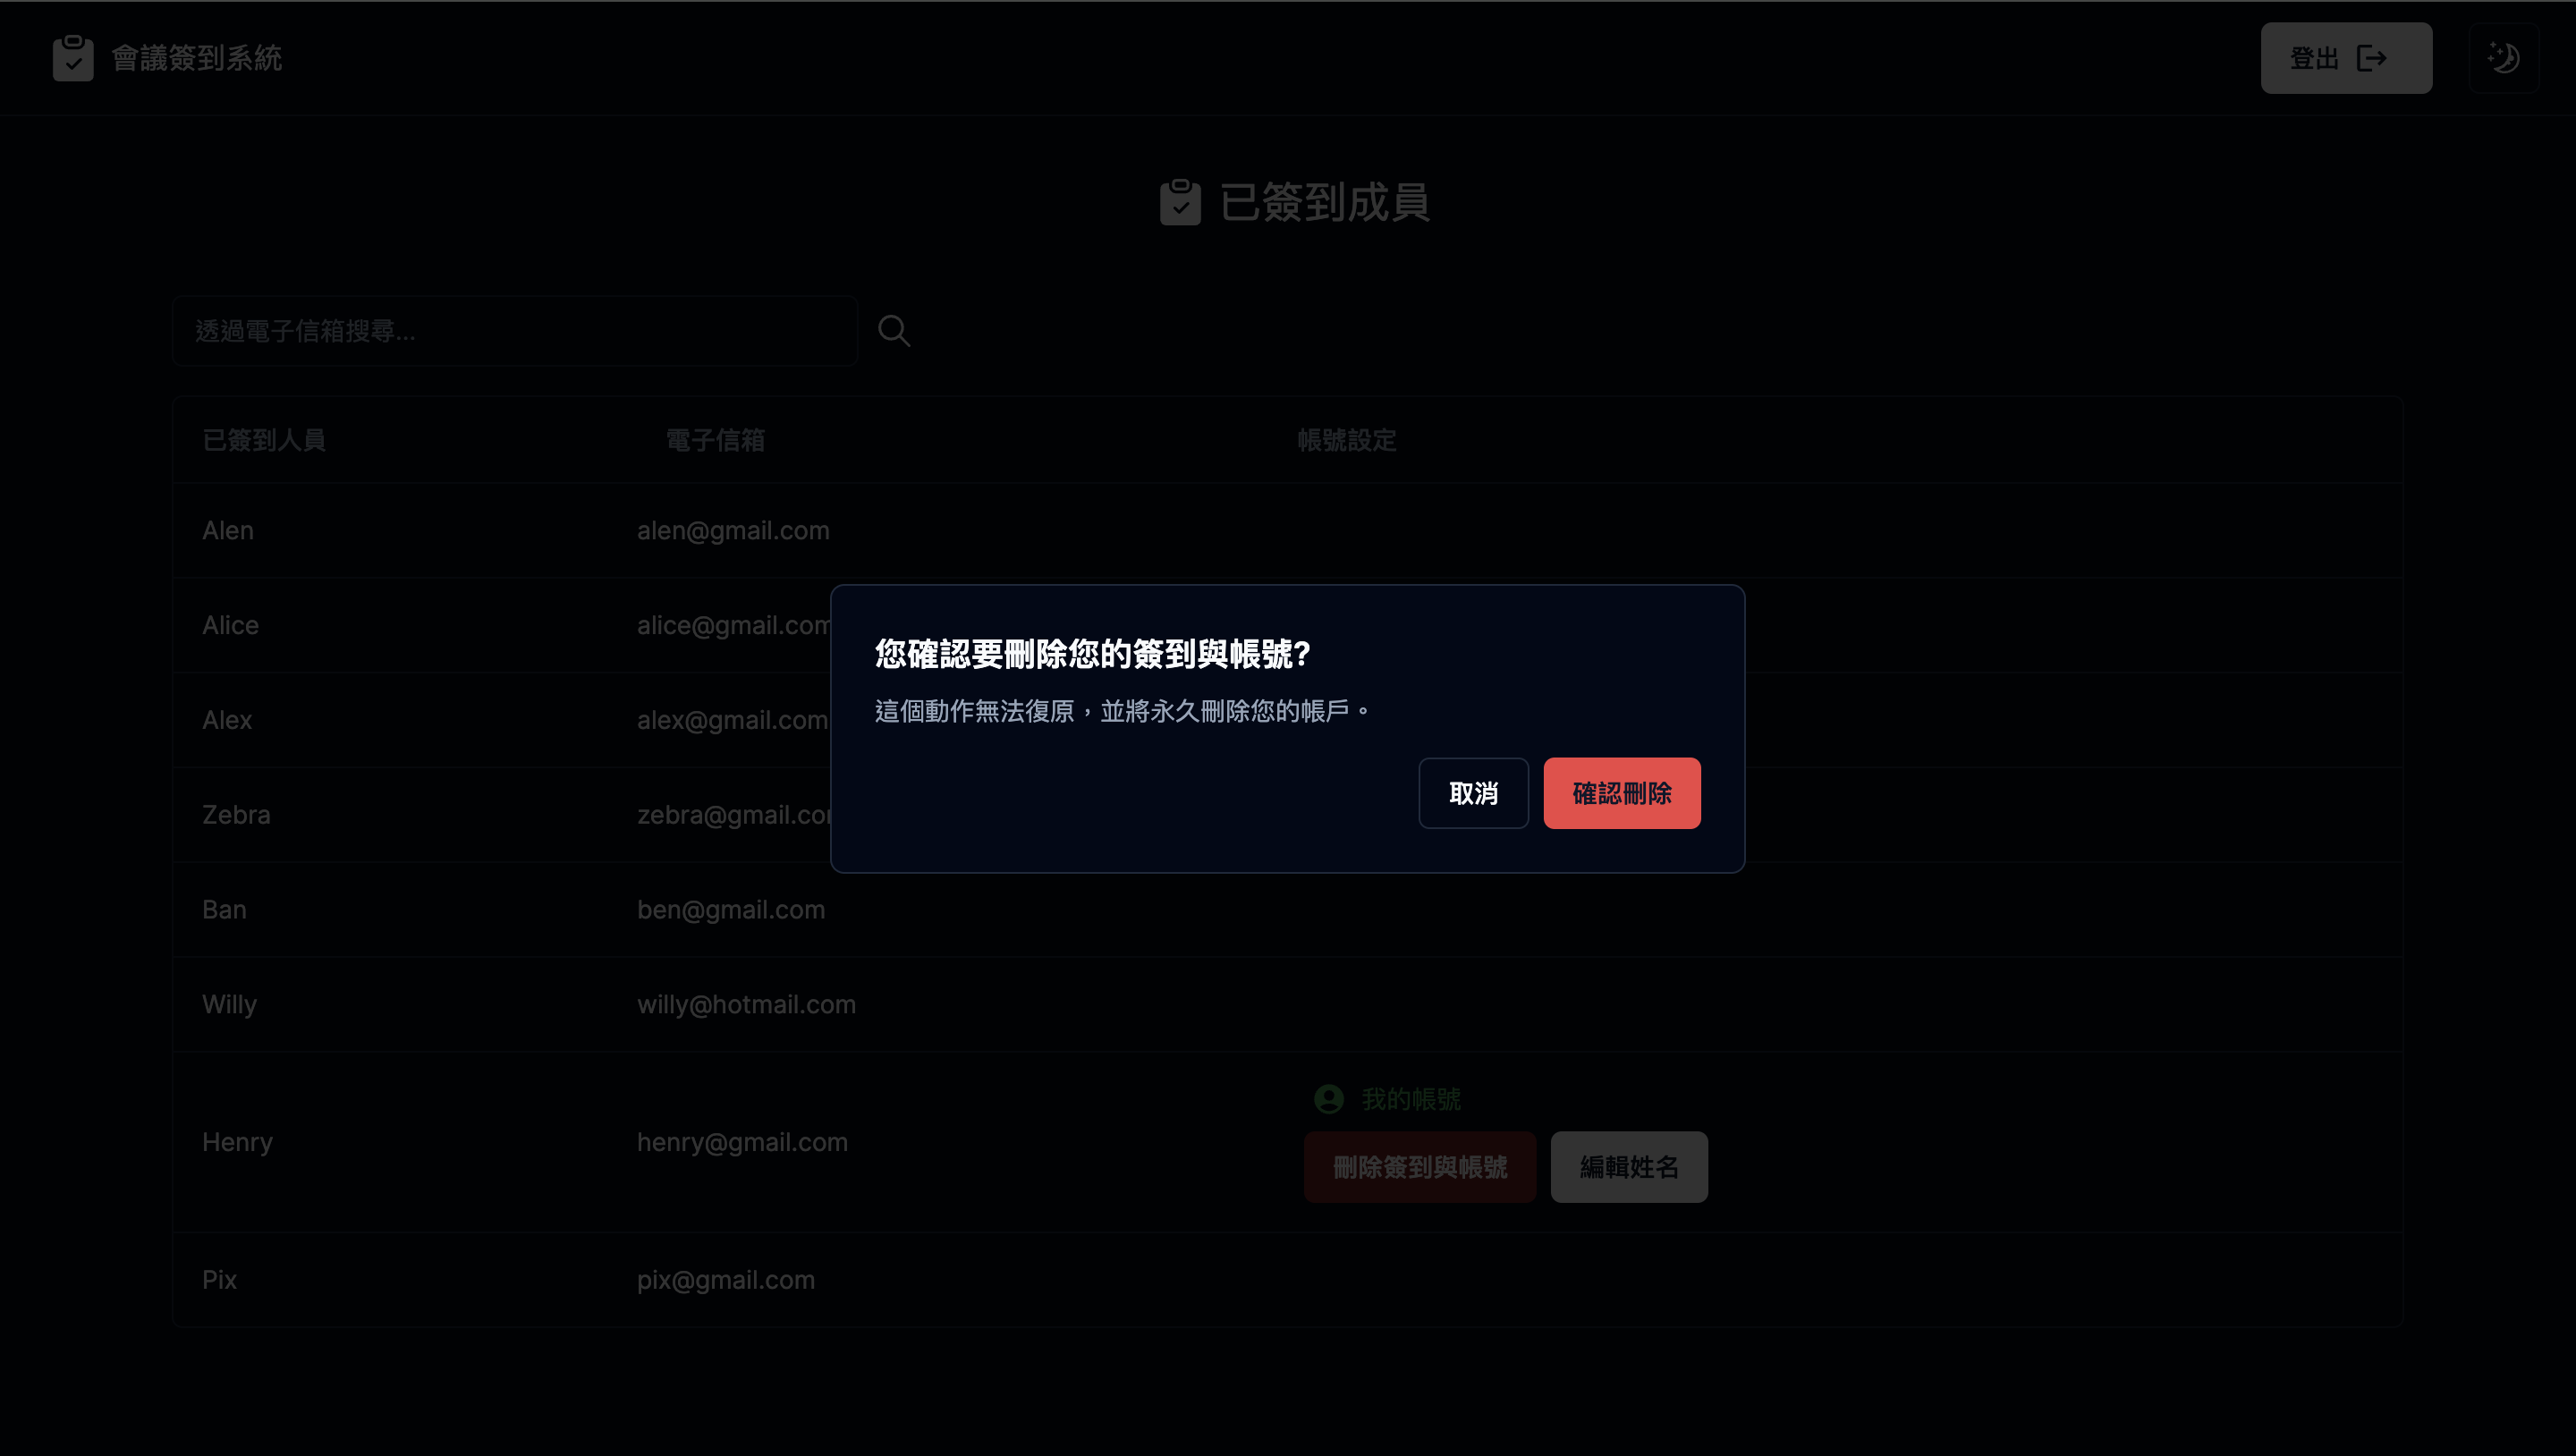 會議簽到系統
登出
已簽到成員
透過電子信箱搜尋...
已簽到人員 電子信箱 帳號設定
Alen alen@gmail.com
Alice alice@gmail.com
Alex alex@gmail.com
Zebra zebra@gmail.co
Ban ben@gmail.com
Willy willy@hotmail.com
您確認要刪除您的簽到與帳號?
這個動作無法復原，並將永久刪除您的帳戶。
取消 確認刪除
我的帳號
Henry henry@gmail.com
刪除簽到與帳號 編輯姓名
Pix pix@gmail.com